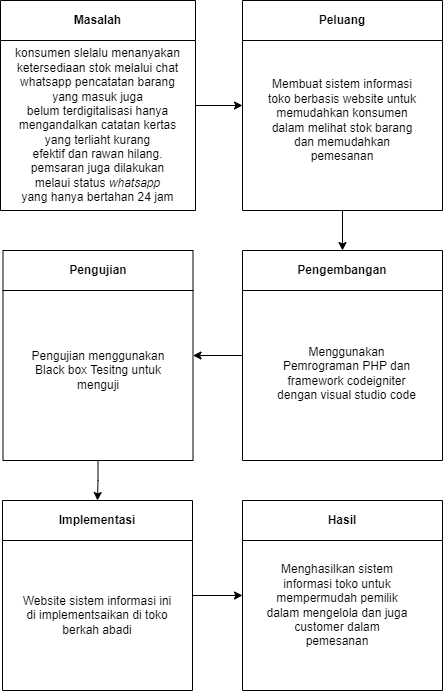 Masalah
konsumen slelalu menanyakan
ketersediaan stok melalui chat
whatsapp pencatatan barang
yang masuk juga
belum terdigitalisasi hanya
mengandalkan catatan kertas
yang terliaht kurang
efektif dan rawan hilang.
pemsaran juga dilakukan
melaui status whatsapp
yang hanya bertahan 24 jam
Peluang
Membuat sistem informasi
toko berbasis website untuk
memudahkan konsumen
dalam melihat stok barang
dan memudahkan
pemesanan
Pengembangan
Menggunakan
Pemrograman PHP dan
framework codeigniter
dengan visual studio code
Pengujian
Pengujian menggunakan
Black box Tesitng untuk
menguji
Implementasi
Website sistem informasi ini
di implementsaikan di toko
berkah abadi
Hasil
Menghasilkan sistem
informasi toko untuk
mempermudah pemilik
dalam mengelola dan juga
customer dalam
pemesanan